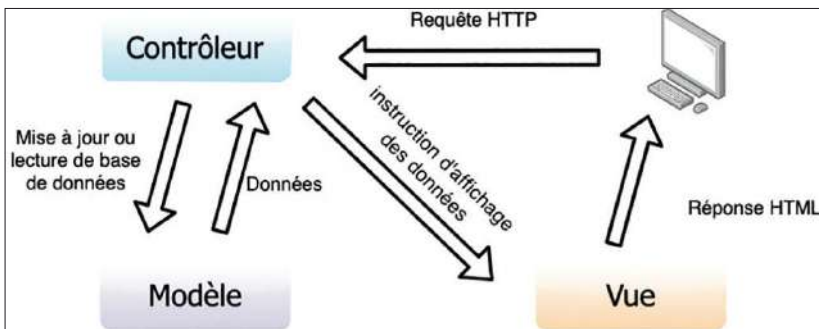 Requête HTTP
Contrôleur
instruction d'affichage
des données
Mise à jour ou
lecture de base
de données
Données
Réponse HTML
Modèle
Vue